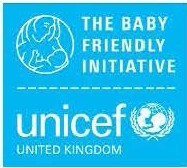 THE BABY
FRIENDLY
INITIATIVE
unicef
UNITED KINGDOM